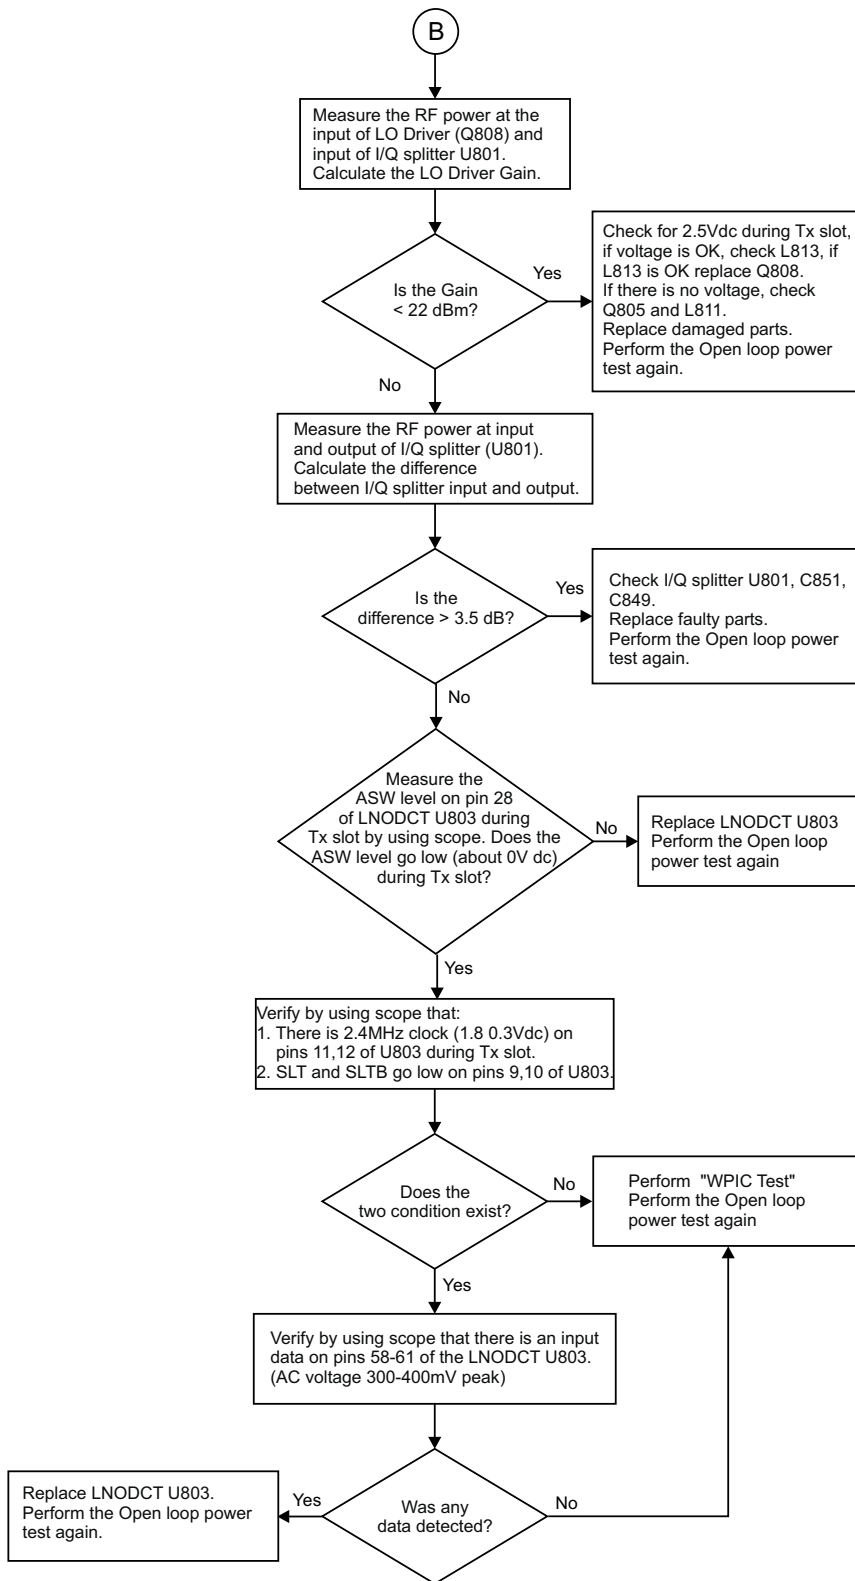 B
Measure the RF power at the
input of LO Driver (Q808) and
input of I/Q splitter U801.
Calculate the LO Driver Gain.
Is the Gain
< 22 dBm?
Yes
Check for 2.5Vdc during Tx slot,
if voltage is OK, check L813, if
L813 is OK replace Q808.
If there is no voltage, check
Q805 and L811.
Replace damaged parts.
Perform the Open loop power
test again.
No
Measure the RF power at input
and output of I/Q splitter (U801).
Calculate the difference
between I/Q splitter input and output.
Is the
difference > 3.5 dB?
Yes
Check I/Q splitter U801, C851,
C849.
Replace faulty parts.
Perform the Open loop power
test again.
No
Measure the
ASW level on pin 28
of LNODCT U803 during
Tx slot by using scope. Does the
ASW level go low (about 0V dc)
during Tx slot?
No
Replace LNODCT U803
Perform the Open loop
power test again
Yes
Verify by using scope that:
1. There is 2.4MHz clock (1.8 0.3Vdc) on
pins 11,12 of U803 during Tx slot.
2. SLT and SLTB go low on pins 9,10 of U803.
Does the
two condition exist?
No
Perform "WPIC Test"
Perform the Open loop
power test again
Yes
Verify by using scope that there is an input
data on pins 58-61 of the LNODCT U803.
(AC voltage 300-400mV peak)
Was any
data detected?
Yes
Replace LNODCT U803.
Perform the Open loop power
test again.
No